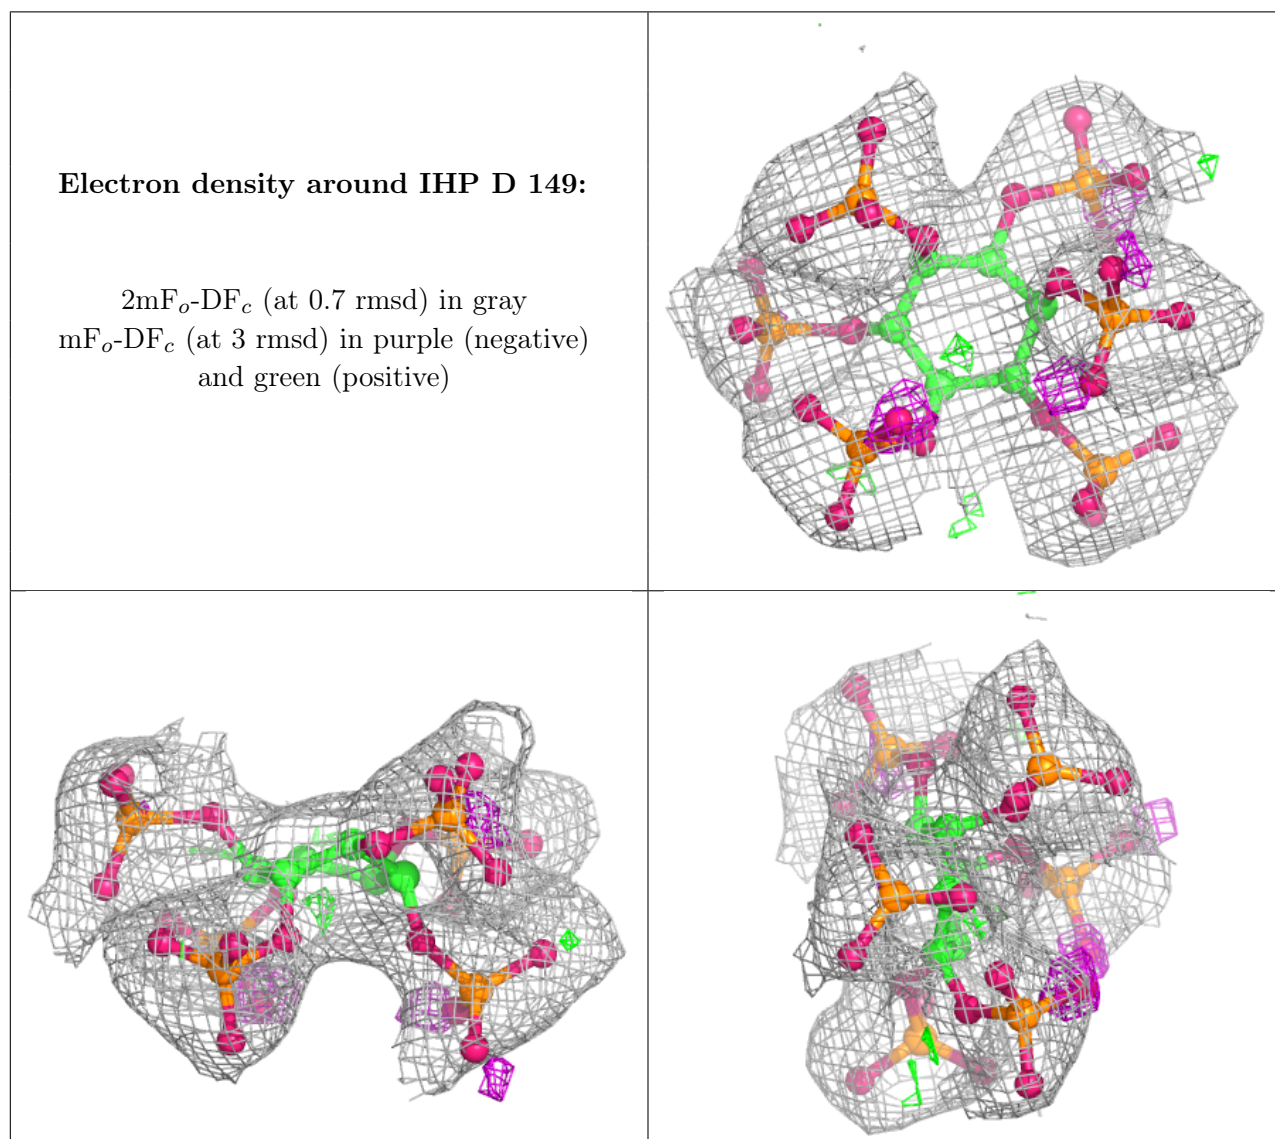 Electron density around IHP D 149:
2mFₒ-DF𝒸 (at 0.7 rmsd) in gray
mFₒ-DF𝒸 (at 3 rmsd) in purple (negative)
and green (positive)